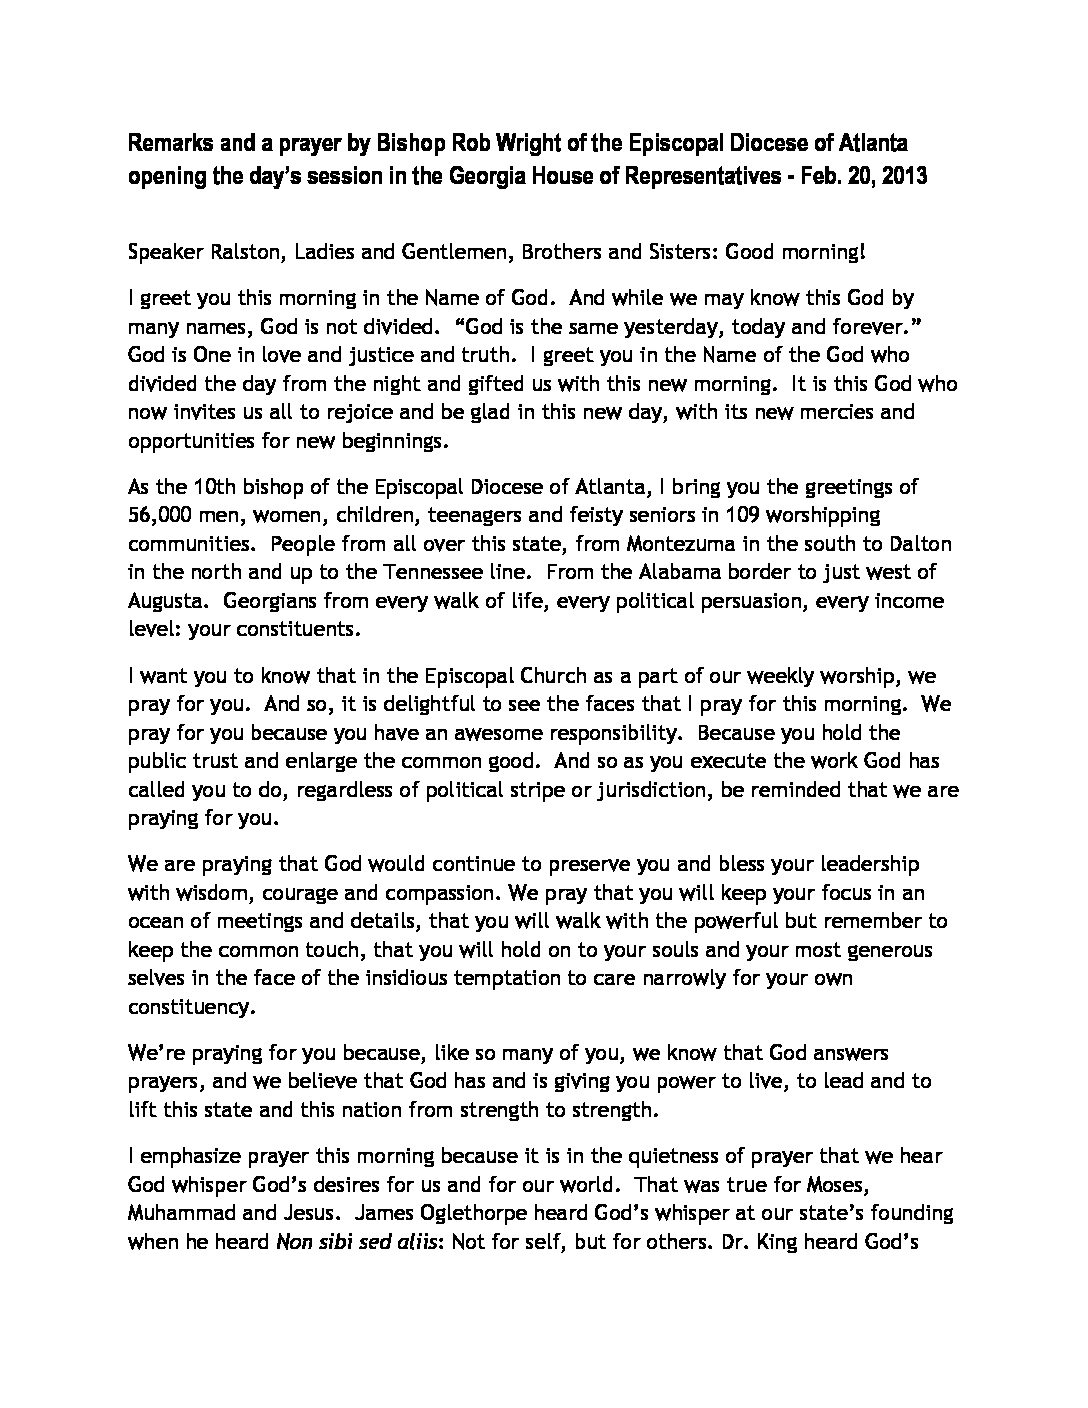 Remarks and a prayer by Bishop Rob Wright of the Episcopal Diocese of Atlanta
opening the day’s session in the Georgia House of Representatives - Feb. 20, 2013
Speaker Ralston, Ladies and Gentlemen, Brothers and Sisters: Good morning!
I greet you this morning in the Name of God.  And while we may know this God by
many names, God is not divided.  “God is the same yesterday, today and forever.”
God is One in love and justice and truth.  I greet you in the Name of the God who
divided the day from the night and gifted us with this new morning.  It is this God who
now invites us all to rejoice and be glad in this new day, with its new mercies and
opportunities for new beginnings.
As the 10th bishop of the Episcopal Diocese of Atlanta, I bring you the greetings of
56,000 men, women, children, teenagers and feisty seniors in 109 worshipping
communities.  People from all over this state, from Montezuma in the south to Dalton
in the north and up to the Tennessee line.  From the Alabama border to just west of
Augusta.  Georgians from every walk of life, every political persuasion, every income
level: your constituents.
I want you to know that in the Episcopal Church as a part of our weekly worship, we
pray for you.  And so, it is delightful to see the faces that I pray for this morning.  We
pray for you because you have an awesome responsibility.  Because you hold the
public trust and enlarge the common good.  And so as you execute the work God has
called you to do, regardless of political stripe or jurisdiction, be reminded that we are
praying for you.
We are praying that God would continue to preserve you and bless your leadership
with wisdom, courage and compassion. We pray that you will keep your focus in an
ocean of meetings and details, that you will walk with the powerful but remember to
keep the common touch, that you will hold on to your souls and your most generous
selves in the face of the insidious temptation to care narrowly for your own
constituency.
We’re praying for you because, like so many of you, we know that God answers
prayers, and we believe that God has and is giving you power to live, to lead and to
lift this state and this nation from strength to strength.
I emphasize prayer this morning because it is in the quietness of prayer that we hear
God whisper God’s desires for us and for our world.  That was true for Moses,
Muhammad and Jesus.  James Oglethorpe heard God’s whisper at our state’s founding
when he heard Non sibi sed aliis: Not for self, but for others. Dr. King heard God’s